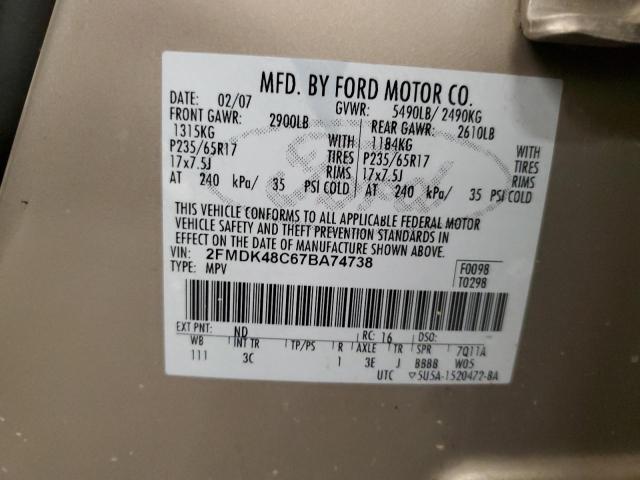 MFD. BY FORD MOTOR CO.
DATE: 02/07 GVWR: 5490LB/ 2490KG
FRONT GAWR: 2900LB REAR GAWR: 2610LB
1315KG WITH 1184KG WITH
P235/65R17 TIRES P235/65R17 TIRES
17x7.5J RIMS 17x7.5J RIMS
AT 240 kPa/ 35 PSI COLD AT 240 kPa/ 35 PSI COLD
Ford
THIS VEHICLE CONFORMS TO ALL APPLICABLE FEDERAL MOTOR
VEHICLE SAFETY AND THEFT PREVENTION STANDARDS IN
EFFECT ON THE DATE OF MANUFACTURE SHOWN ABOVE.
VIN: 2FMDK48C67BA74738 F0098
TYPE: MPV T0298
EXT PNT: ND RC: 16 DSO:
WB INT TR TP/PS R AXLE TR SPR 7Q11A
111 3C 1 3E J BBBB W05
UTC ▽5U5A-1520472-BA